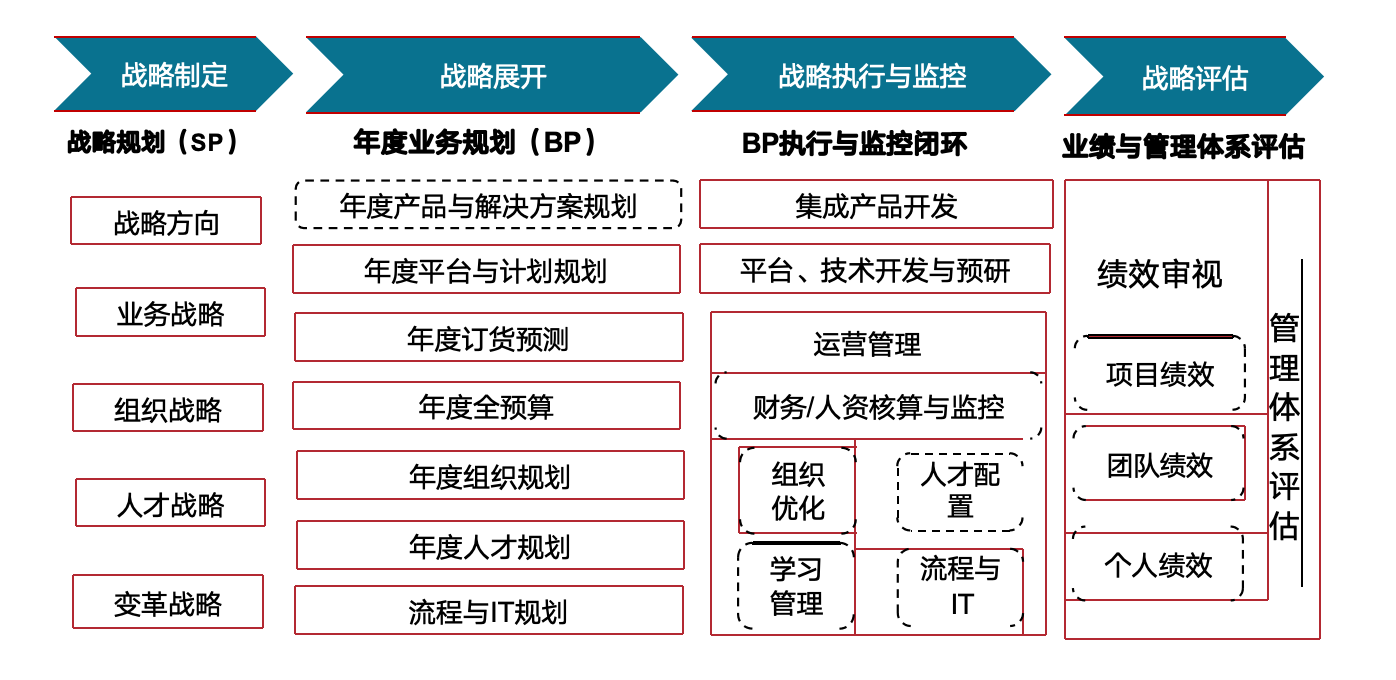 战略制定
战略展开
战略执行与监控
战略评估
战略规划（SP）
年度业务规划（BP）
BP执行与监控闭环
业绩与管理体系评估
战略方向
业务战略
组织战略
人才战略
变革战略
年度产品与解决方案规划
年度平台与计划规划
年度订货预测
年度全预算
年度组织规划
年度人才规划
流程与IT规划
集成产品开发
平台、技术开发与预研
运营管理
财务/人资核算与监控
组织
优化
人才配
置
学习
管理
流程与
IT
绩效审视
项目绩效
团队绩效
个人绩效
管理体系评估